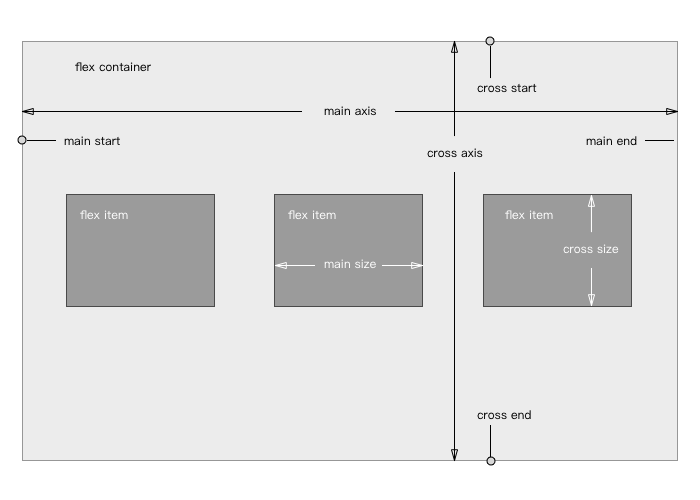 flex container
cross start
main axis
main start
main end
cross axis
flex item
flex item
flex item
cross size
main size
cross end